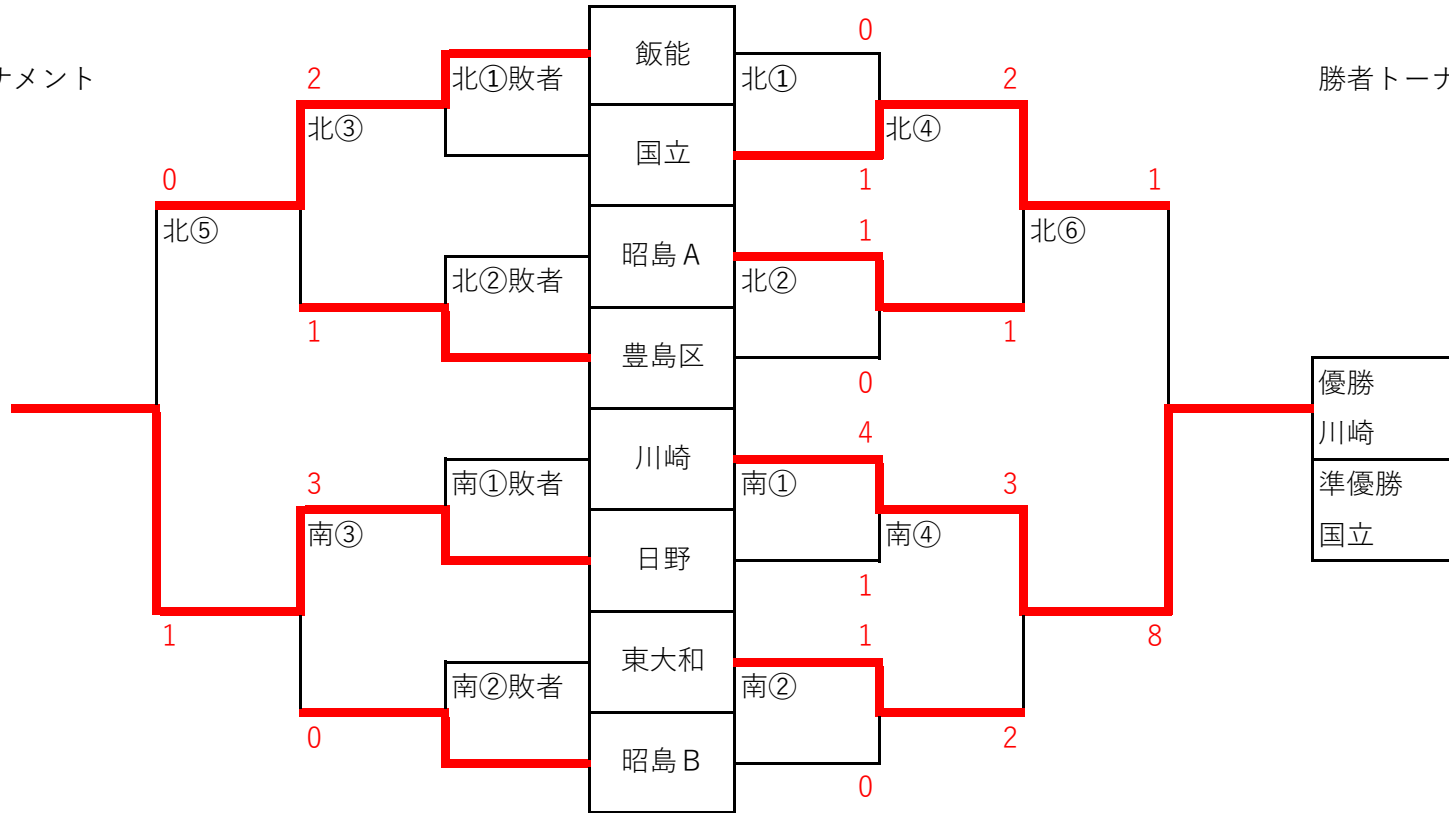 飯能
0
ナメント
2
北①敗者
北①
2
勝者トーナ
北③
北④
国立
0
1
1
北⑤
1
北⑥
昭島A
北②敗者
北②
1
1
豊島区
0
優勝
4
川崎
川崎
3
南①敗者
南①
3
準優勝
南③
南④
国立
日野
1
1
1
8
東大和
南②敗者
南②
0
2
昭島B
0